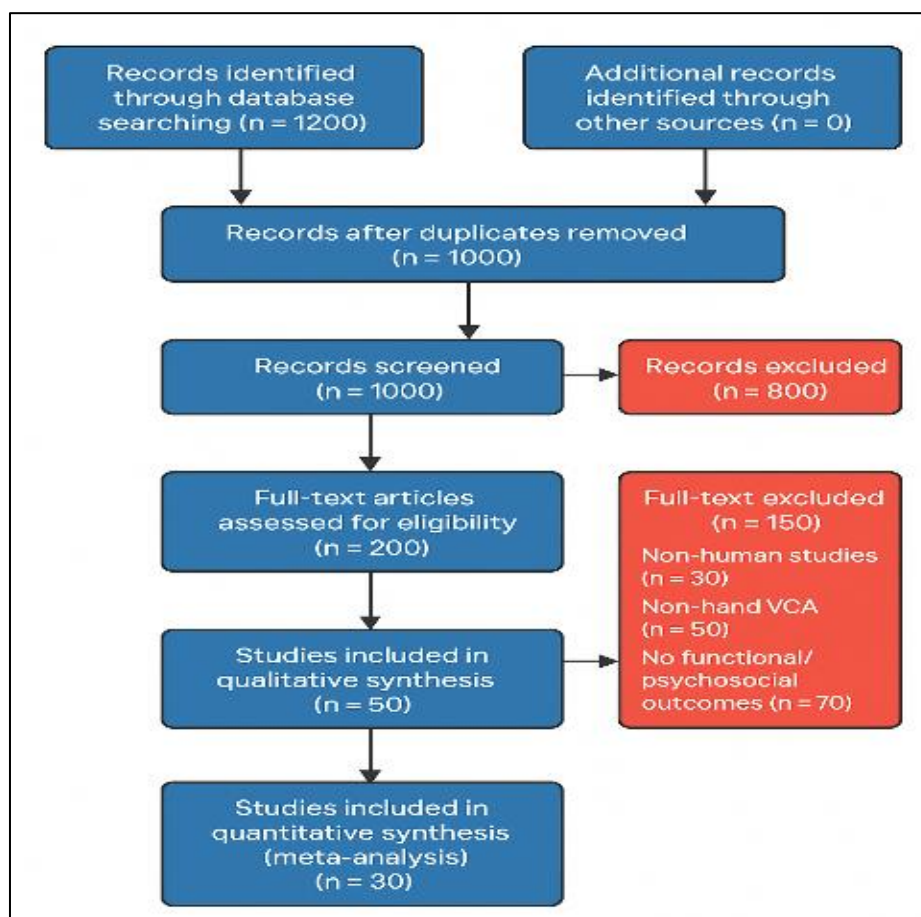 Records identified
through database
searching (n = 1200)
Additional records
identified through
other sources (n = 0)
Records after duplicates removed
(n = 1000)
Records screened
(n = 1000)
Records excluded
(n = 800)
Full-text articles
assessed for eligibility
(n = 200)
Full-text excluded
(n = 150)
Non-human studies
(n = 30)
Non-hand VCA
(n = 50)
No functional/
psychosocial
outcomes (n = 70)
Studies included in
qualitative synthesis
(n = 50)
Studies included in
quantitative synthesis
(meta-analysis)
(n = 30)